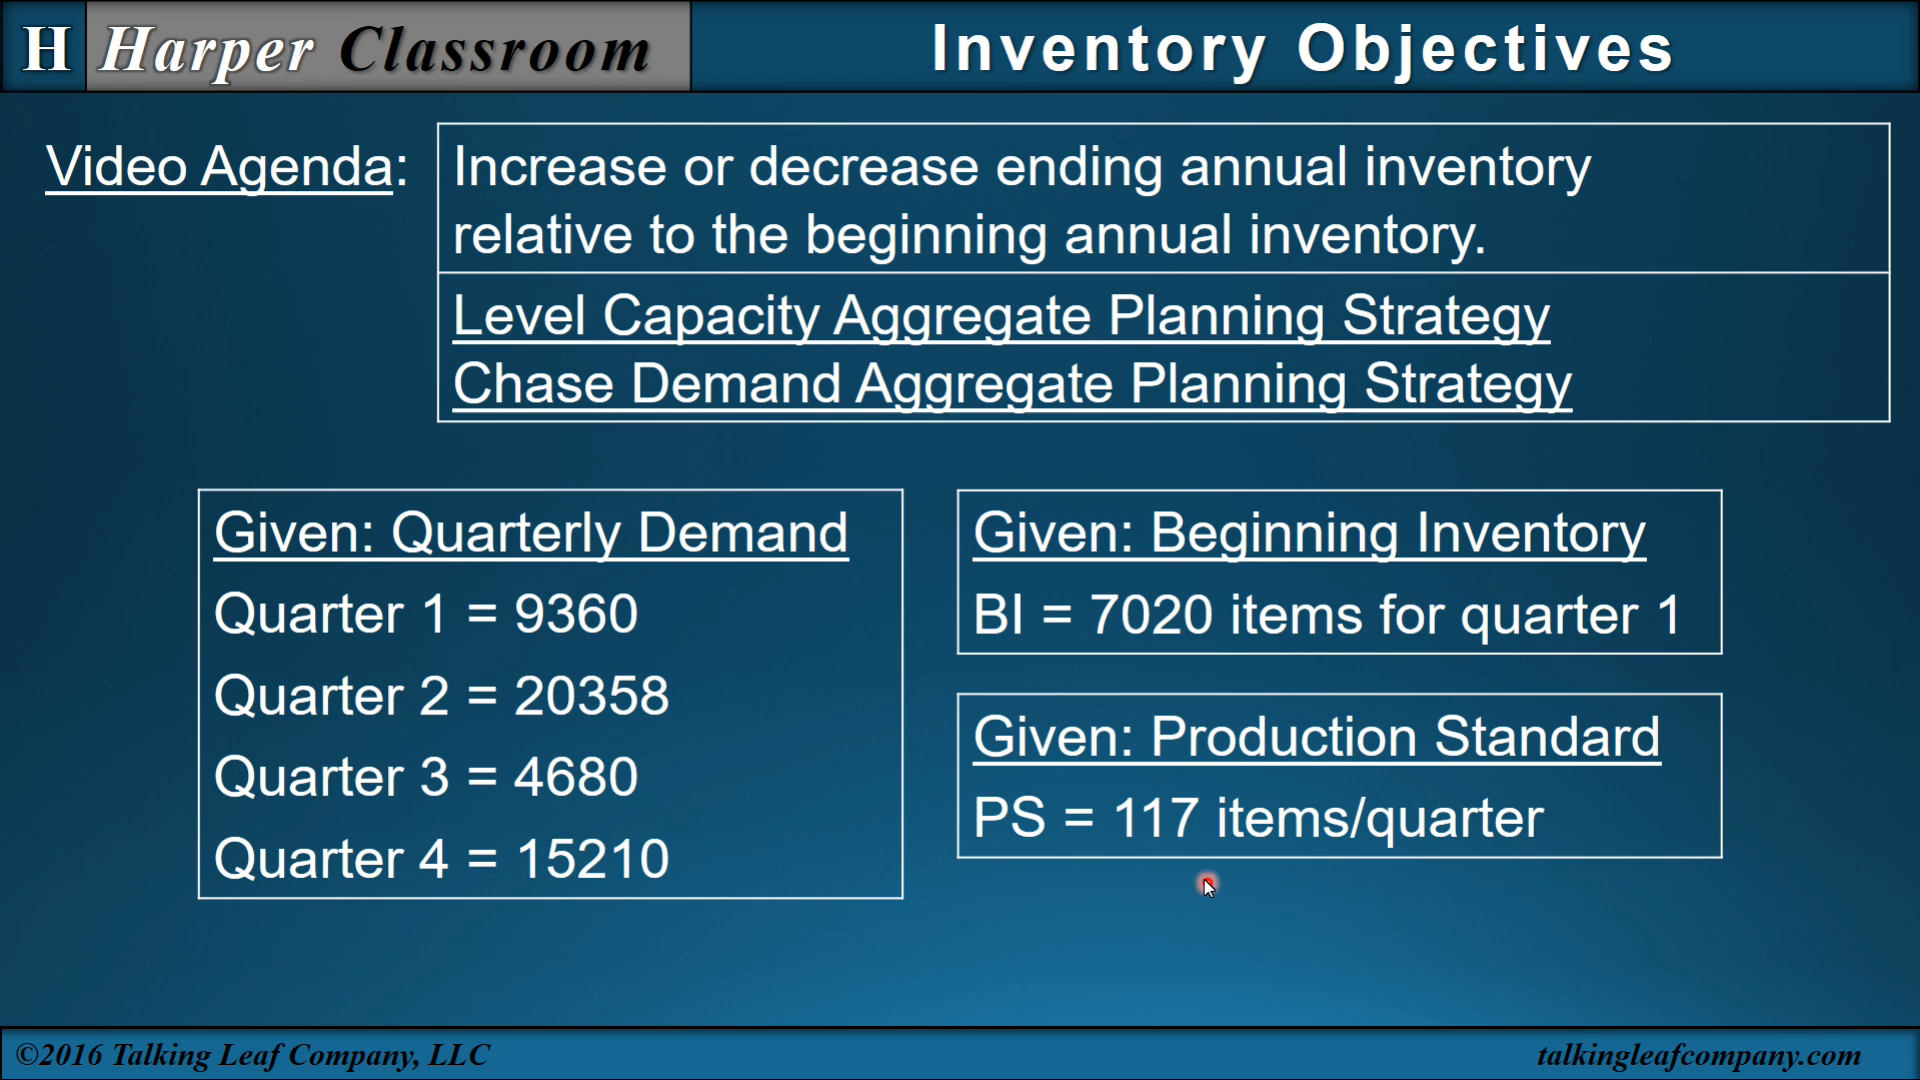 H Harper Classroom Inventory Objectives
Video Agenda: Increase or decrease ending annual inventory
relative to the beginning annual inventory.
Level Capacity Aggregate Planning Strategy
Chase Demand Aggregate Planning Strategy
Given: Quarterly Demand
Quarter 1 = 9360
Quarter 2 = 20358
Quarter 3 = 4680
Quarter 4 = 15210
Given: Beginning Inventory
BI = 7020 items for quarter 1
Given: Production Standard
PS = 117 items/quarter
©2016 Talking Leaf Company, LLC
talkingleafcompany.com